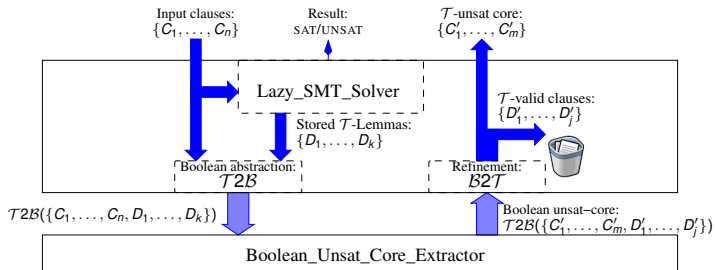 Input clauses:
{C₁, . . . , Cₙ}
Result:
SAT/UNSAT
𝒯-unsat core:
{C′₁, . . . , C′ₘ}
Lazy_SMT_Solver
𝒯-valid clauses:
{D′₁, . . . , D′ⱼ}
Stored 𝒯-Lemmas:
{D₁, . . . , Dₖ}
Boolean abstraction:
𝒯2ℬ
Refinement:
ℬ2𝒯
𝒯2ℬ({C₁, . . . , Cₙ, D₁, . . . , Dₖ})
Boolean unsat−core:
𝒯2ℬ({C′₁, . . . , C′ₘ, D′₁, . . . , D′ⱼ})
Boolean_Unsat_Core_Extractor